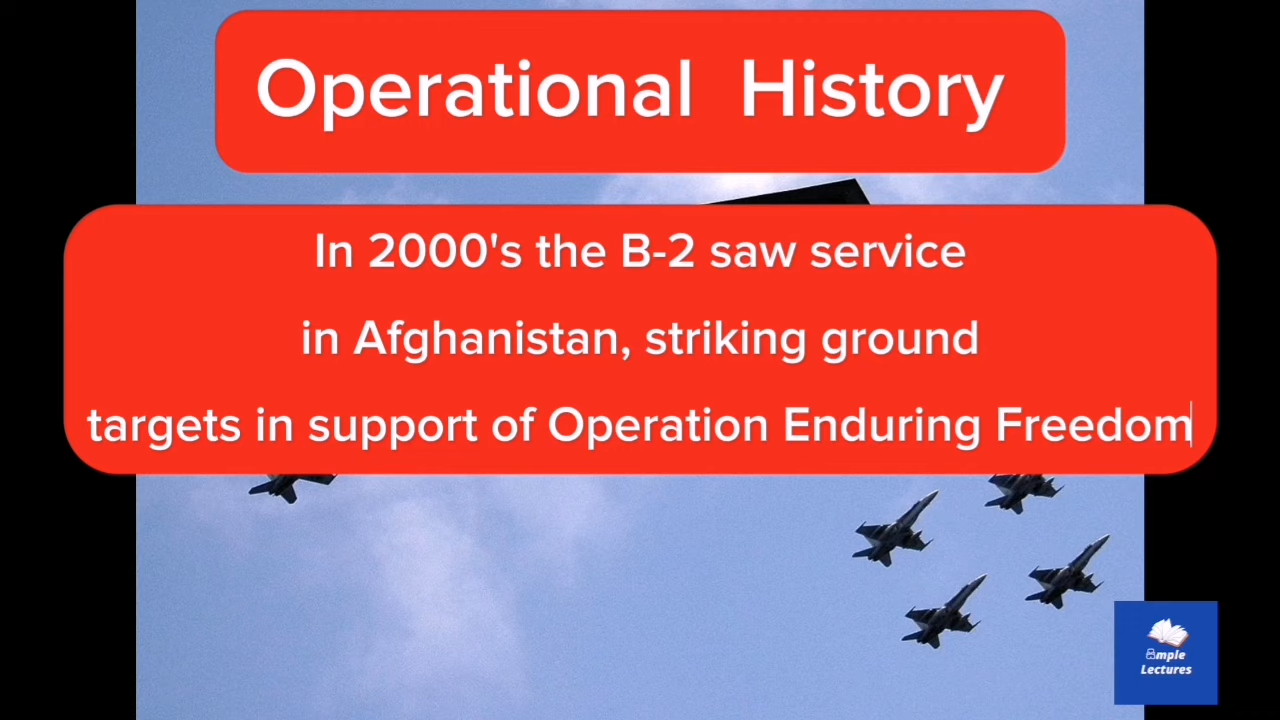 Operational History
In 2000's the B-2 saw service
in Afghanistan, striking ground
targets in support of Operation Enduring Freedom
Lectures